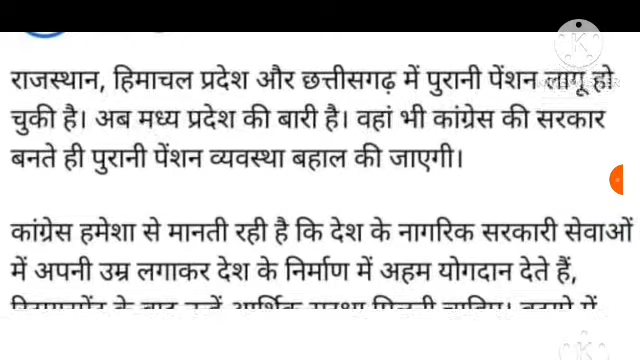 राजस्थान, हिमाचल प्रदेश और छत्तीसगढ़ में पुरानी पेंशन लागू हो
चुकी है। अब मध्य प्रदेश की बारी है। वहां भी कांग्रेस की सरकार
बनते ही पुरानी पेंशन व्यवस्था बहाल की जाएगी।
कांग्रेस हमेशा से मानती रही है कि देश के नागरिक सरकारी सेवाओं
में अपनी उम्र लगाकर देश के निर्माण में अहम योगदान देते हैं,